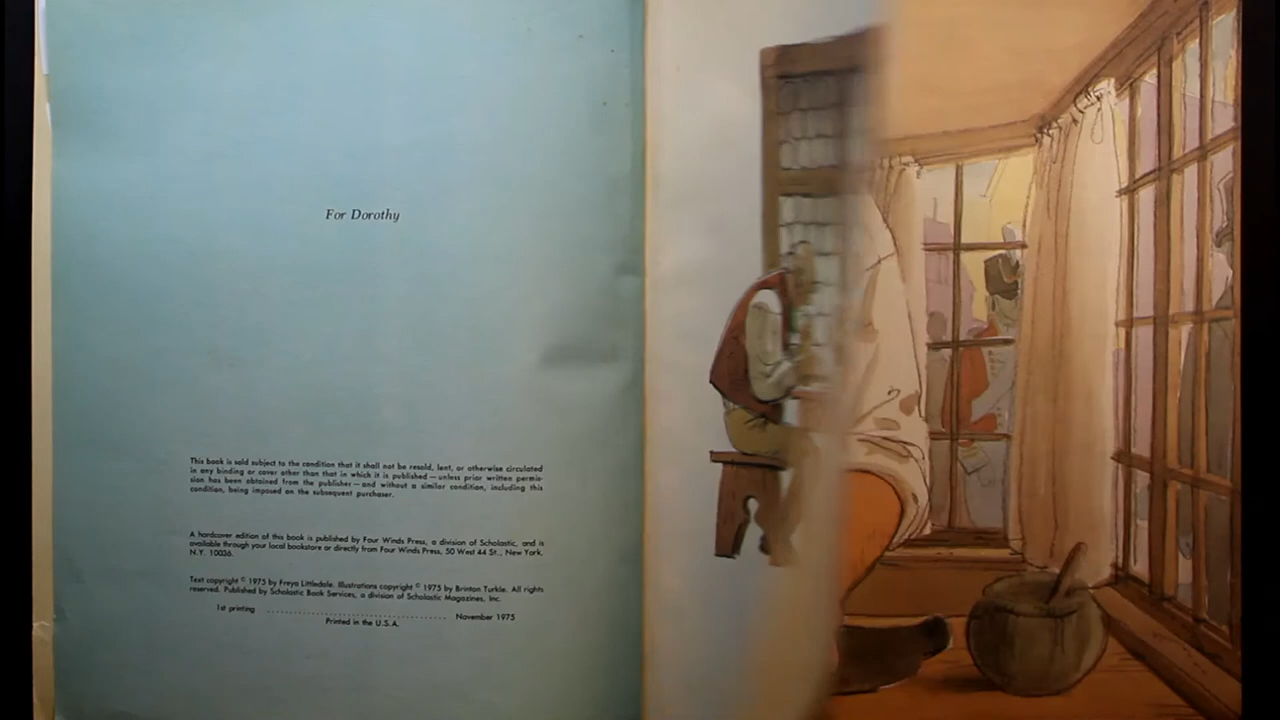 For Dorothy
This book is sold subject to the condition that it shall not be resold, lent, or otherwise circulated
in any binding or cover other than that in which it is published—unless prior written permis-
sion has been obtained from the publisher—and without a similar condition, including this
condition, being imposed on the subsequent purchaser.
A hardcover edition of this book is published by Four Winds Press, a division of Scholastic, and is
available through your local bookstore or directly from Four Winds Press, 50 West 44 St., New York,
N.Y. 10036.
Text copyright © 1975 by Freya Littledale. Illustrations copyright © 1975 by Brinton Turkle. All rights
reserved. Published by Scholastic Book Services, a division of Scholastic Magazines, Inc.
1st printing ................................ November 1975
Printed in the U.S.A.